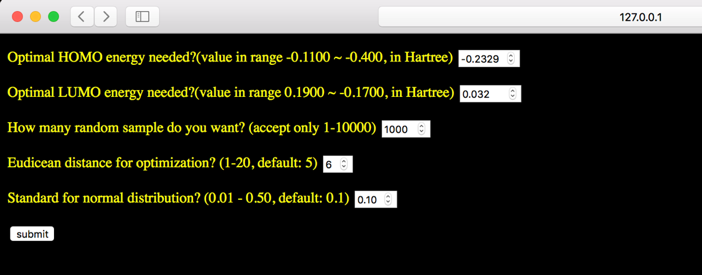 127.0.0.1
Optimal HOMO energy needed?(value in range -0.1100 ~ -0.400, in Hartree) -0.2329
Optimal LUMO energy needed?(value in range 0.1900 ~ -0.1700, in Hartree) 0.032
How many random sample do you want? (accept only 1-10000) 1000
Eudicean distance for optimization? (1-20, default: 5) 6
Standard for normal distribution? (0.01 - 0.50, default: 0.1) 0.10
submit